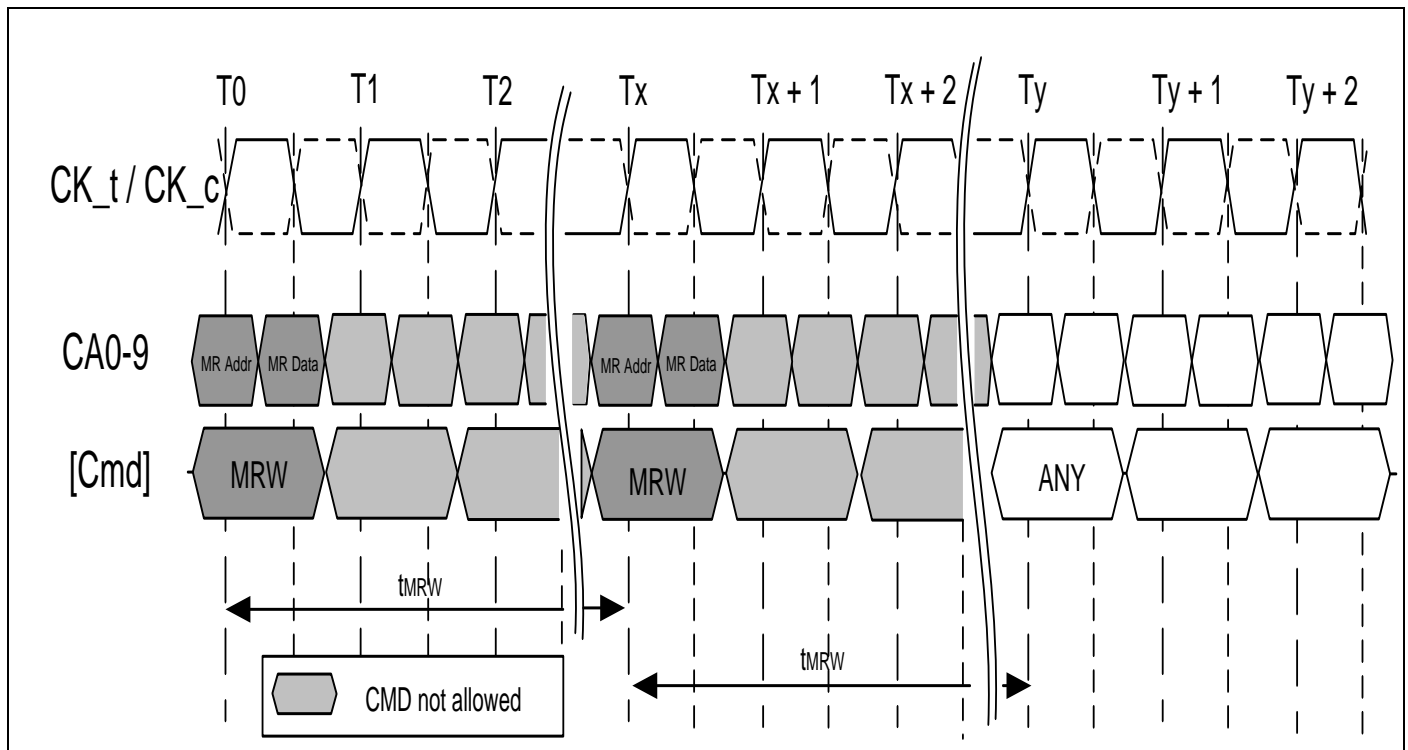 T0 T1 T2 Tx Tx + 1 Tx + 2 Ty Ty + 1 Ty + 2
CK_t / CK_c
CA0-9 MR Addr MR Data MR Addr MR Data
[Cmd] MRW MRW ANY
tMRW
tMRW
CMD not allowed